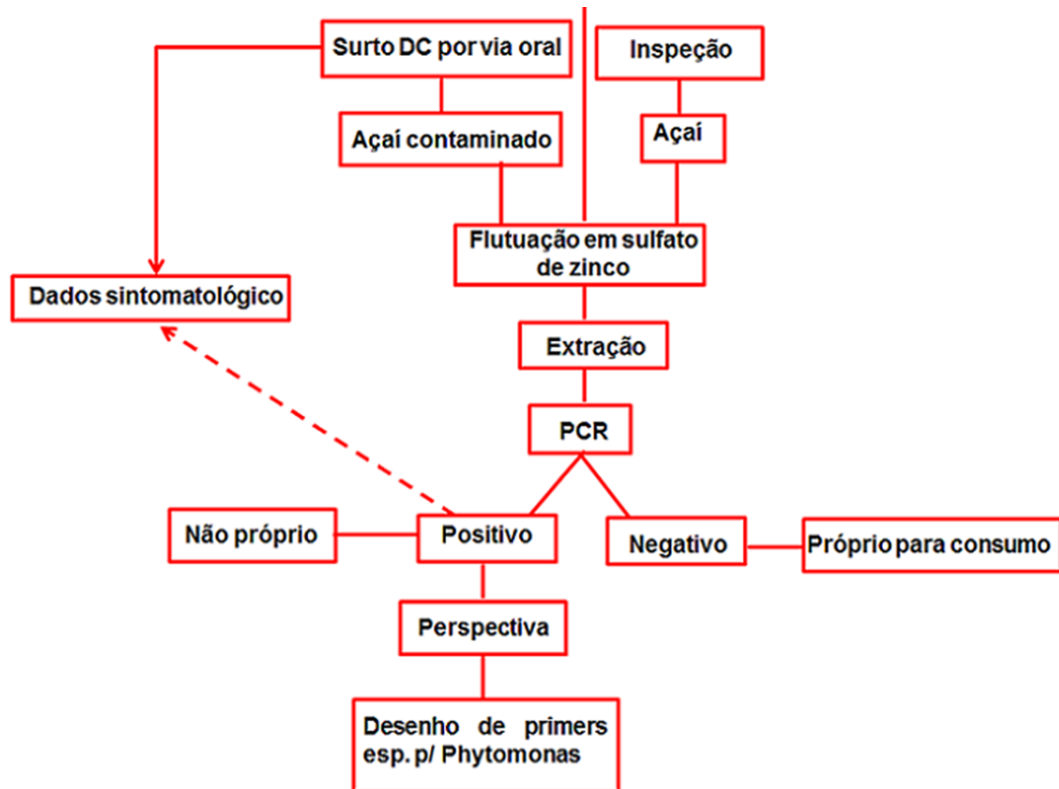 Surto DC por via oral
Inspeção
Açaí contaminado
Açaí
Flutuação em sulfato
de zinco
Dados sintomatológico
Extração
PCR
Não próprio
Positivo
Negativo
Próprio para consumo
Perspectiva
Desenho de primers
esp. p/ Phytomonas